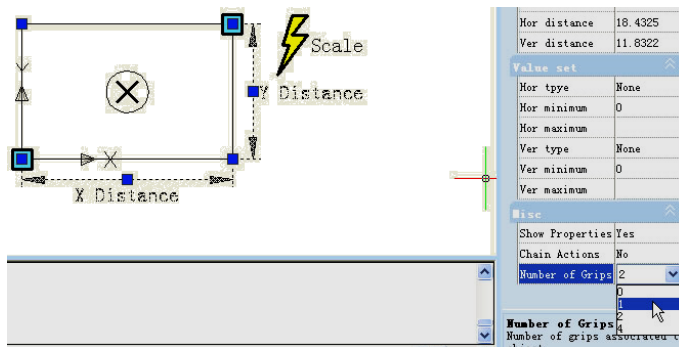 Scale
Y Distance
X
X Distance
Hor distance 18.4325
Ver distance 11.8322
Value set
Hor tpye None
Hor minimum 0
Hor maximum
Ver type None
Ver minimum 0
Ver maximum
Misc
Show Properties Yes
Chain Actions No
Number of Grips 2
0
1
2
4
Number of Grips
Number of grips associated